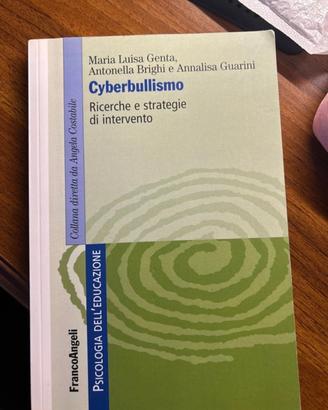 Maria Luisa Genta,
Antonella Brighi e Annalisa Guarini
Cyberbullismo
Ricerche e strategie
di intervento
Collana diretta da Angela Costabile
PSICOLOGIA DELL'EDUCAZIONE
FrancoAngeli